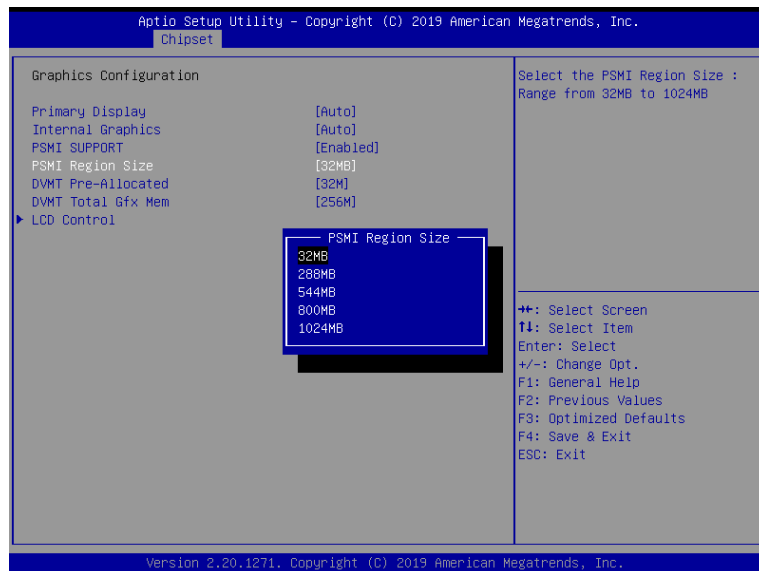 Aptio Setup Utility – Copyright (C) 2019 American Megatrends, Inc.
Chipset
Graphics Configuration
Primary Display [Auto]
Internal Graphics [Auto]
PSMI SUPPORT [Enabled]
PSMI Region Size [32MB]
DVMT Pre-Allocated [32M]
DVMT Total Gfx Mem [256M]
LCD Control
PSMI Region Size
32MB
288MB
544MB
800MB
1024MB
Select the PSMI Region Size :
Range from 32MB to 1024MB
→←: Select Screen
↑↓: Select Item
Enter: Select
+/-: Change Opt.
F1: General Help
F2: Previous Values
F3: Optimized Defaults
F4: Save & Exit
ESC: Exit
Version 2.20.1271. Copyright (C) 2019 American Megatrends, Inc.